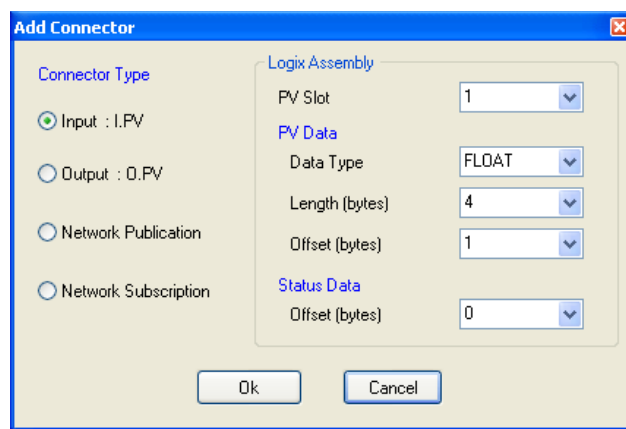 Add Connector
Connector Type
Input : I.PV
Output : O.PV
Network Publication
Network Subscription
Logix Assembly
PV Slot 1
PV Data
Data Type FLOAT
Length (bytes) 4
Offset (bytes) 1
Status Data
Offset (bytes) 0
Ok Cancel